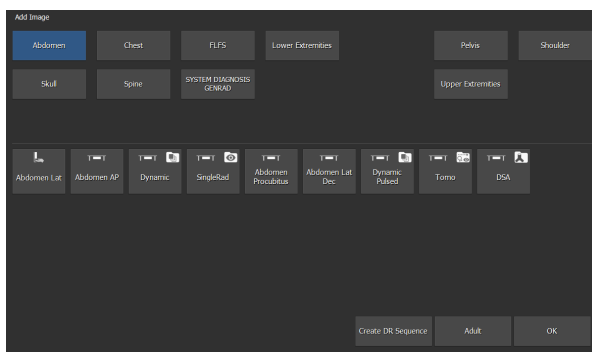 Add Image
Abdomen
Chest
FLFS
Lower Extremities
Pelvis
Shoulder
Skull
Spine
SYSTEM DIAGNOSIS
GENRAD
Upper Extremities
Abdomen Lat
Abdomen AP
Dynamic
SingleRad
Abdomen
Procubitus
Abdomen Lat
Dec
Dynamic
Pulsed
Tomo
DSA
Create DR Sequence
Adult
OK